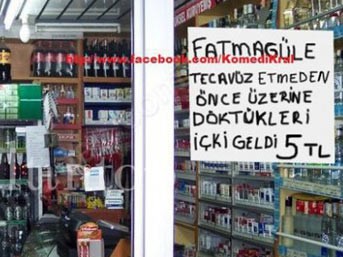 http://www.facebook.com/KomediKral
FATMAGÜLE
TECAVÜZ ETMEDEN
ÖNCE ÜZERİNE
DÖKTÜKLERİ
İÇKİ GELDİ 5 TL